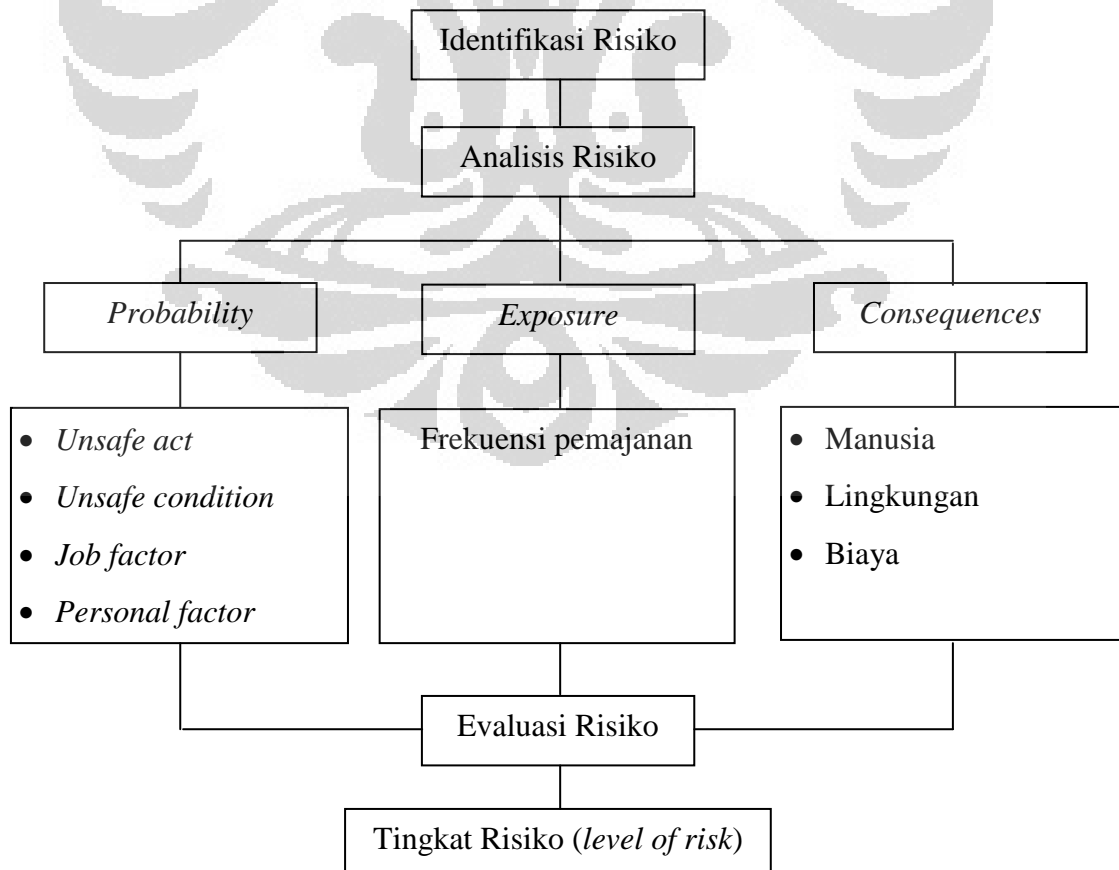 Identifikasi Risiko
Analisis Risiko
Probability
Exposure
Consequences
• Unsafe act
• Unsafe condition
• Job factor
• Personal factor
Frekuensi pemajanan
• Manusia
• Lingkungan
• Biaya
Evaluasi Risiko
Tingkat Risiko (level of risk)